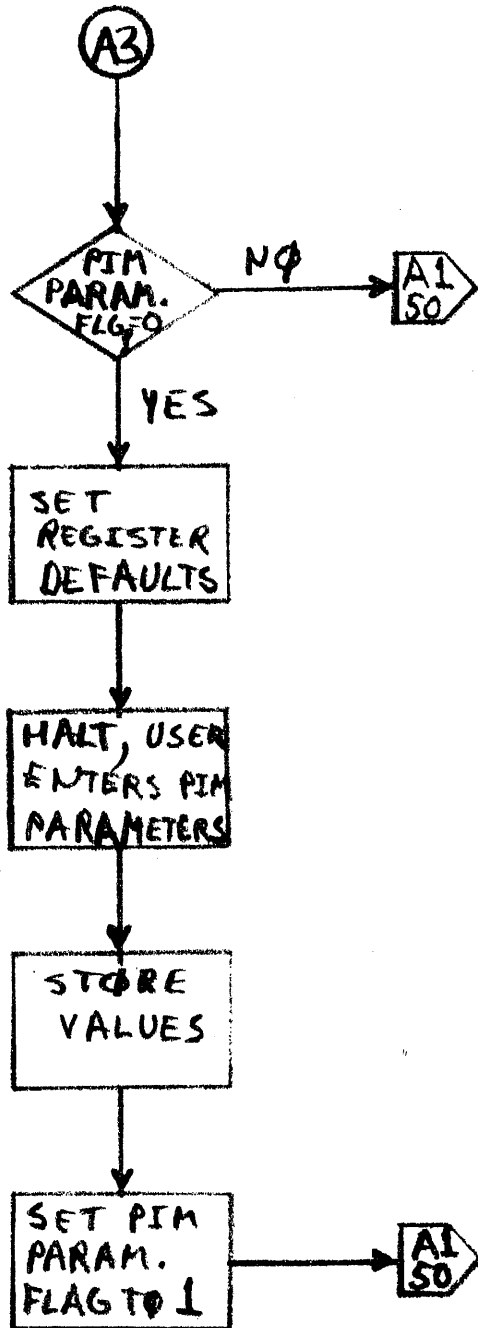 A3
PIM
PARAM.
FLG=0
NØ
A1
50
YES
SET
REGISTER
DEFAULTS
HALT, USER
ENTERS PIM
PARAMETERS
STØRE
VALUES
SET PIM
PARAM.
FLAG TØ 1
A1
50